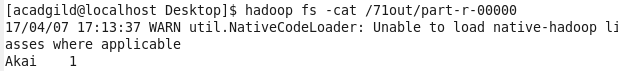 [acadgild@localhost Desktop]$ hadoop fs -cat /71out/part-r-00000
17/04/07 17:13:37 WARN util.NativeCodeLoader: Unable to load native-hadoop li
asses where applicable
Akai    1